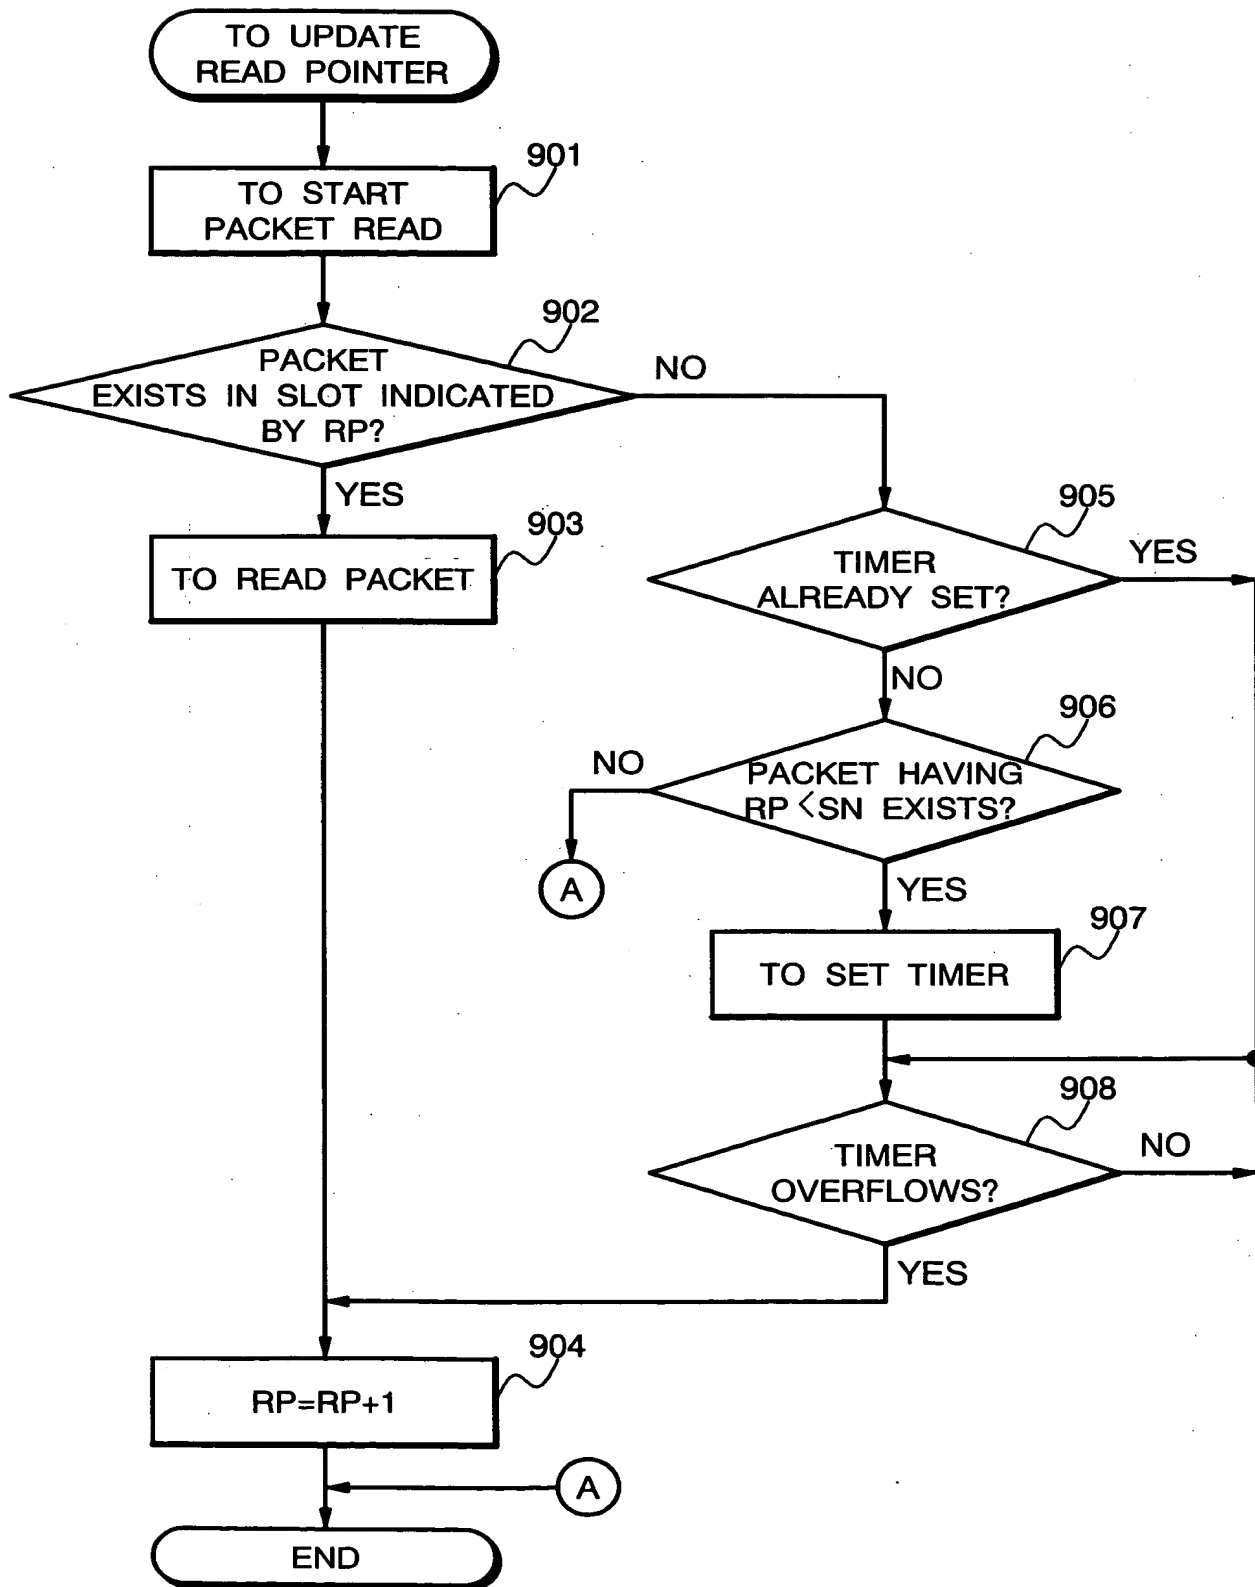 TO UPDATE
READ POINTER
901
TO START
PACKET READ
902
PACKET
EXISTS IN SLOT INDICATED
BY RP?
NO
YES
903
TO READ PACKET
905
TIMER
ALREADY SET?
YES
NO
906
PACKET HAVING
RP<SN EXISTS?
NO
A
YES
907
TO SET TIMER
908
TIMER
OVERFLOWS?
NO
YES
904
RP=RP+1
A
END